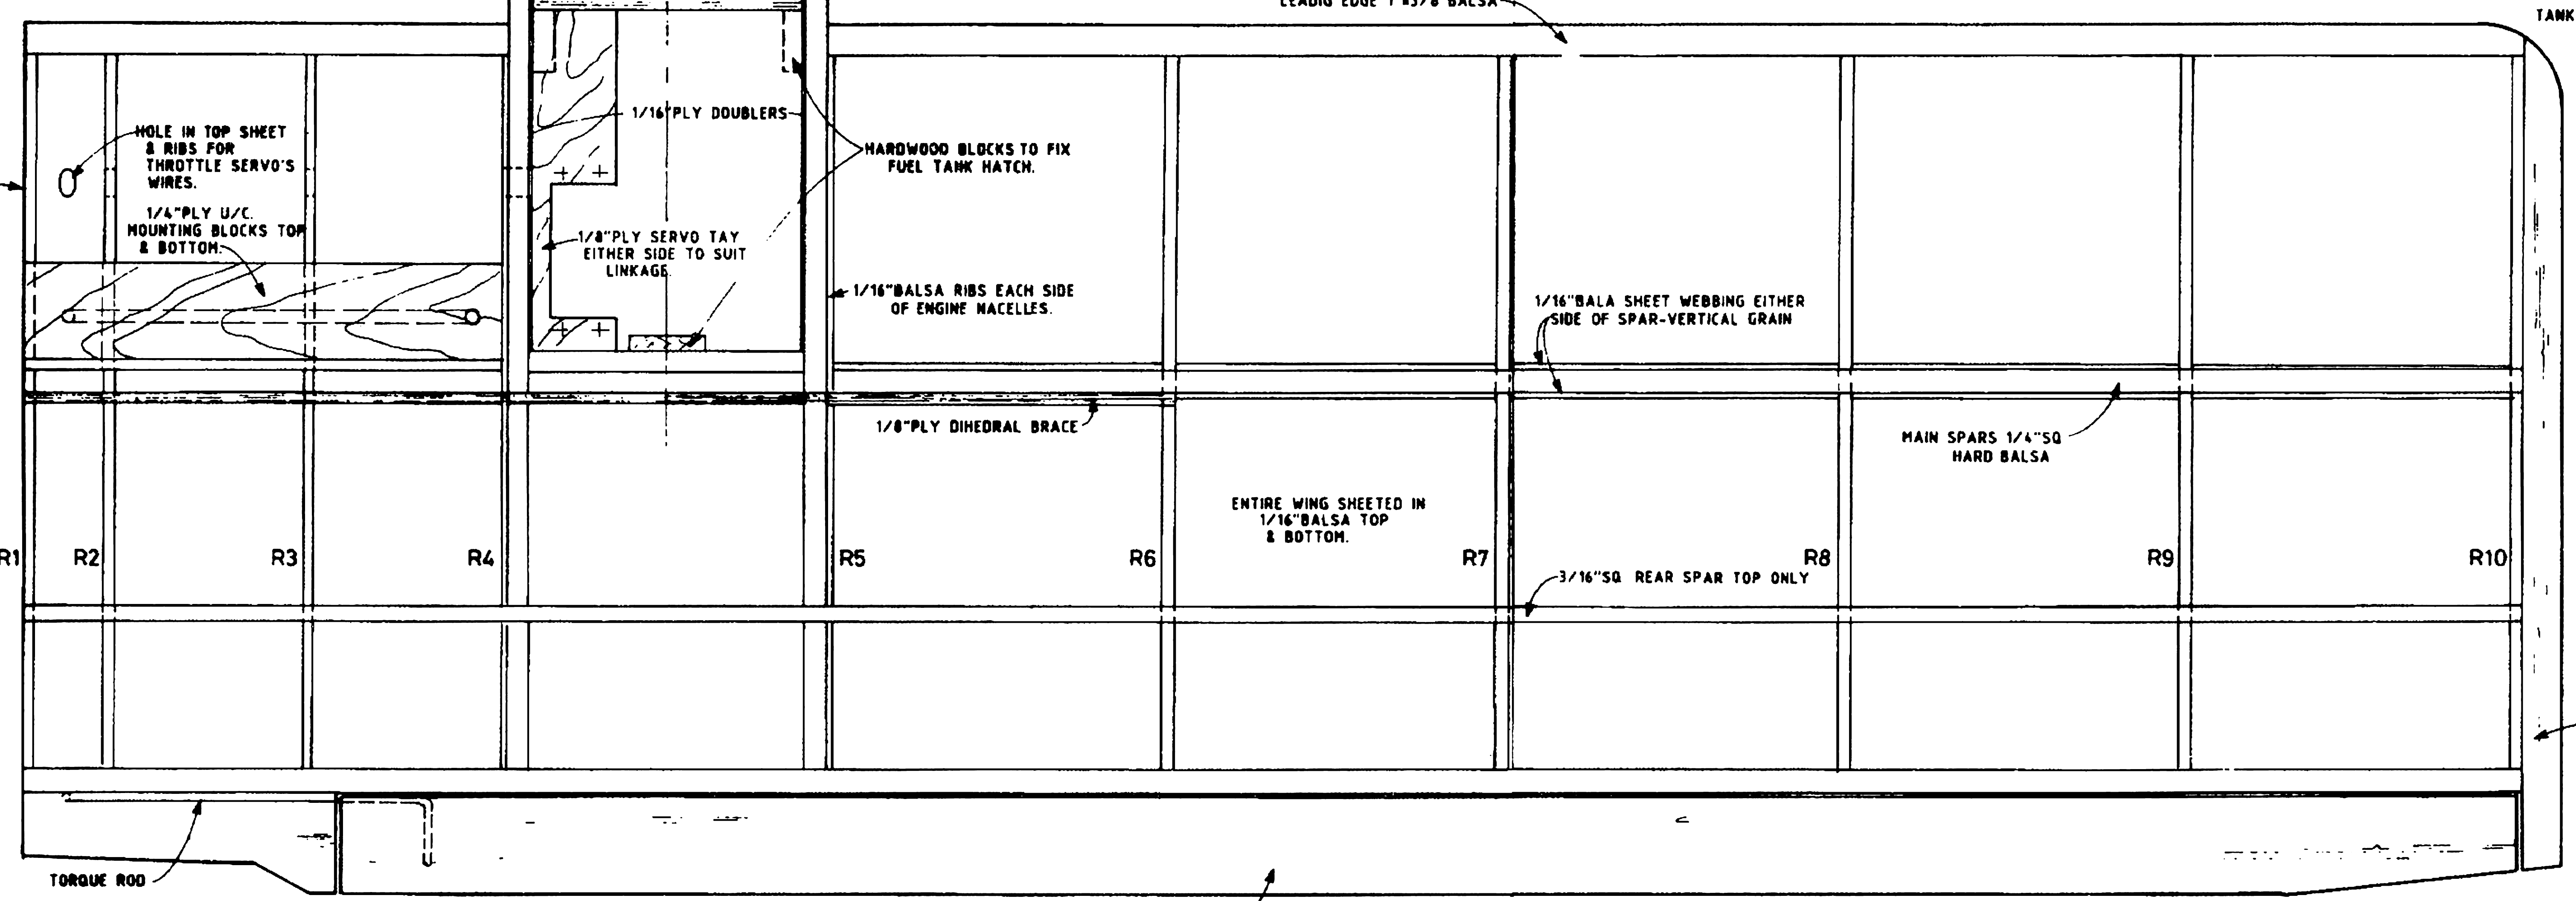 LEADIG EDGE 1"x3/8"BALSA
TANK
HOLE IN TOP SHEET
& RIBS FOR
THROTTLE SERVO'S
WIRES.
1/4"PLY U/C.
MOUNTING BLOCKS TOP
& BOTTOM.
1/16"PLY DOUBLERS
HARDWOOD BLOCKS TO FIX
FUEL TANK HATCH.
1/8"PLY SERVO TAY
EITHER SIDE TO SUIT
LINKAGE.
1/16"BALSA RIBS EACH SIDE
OF ENGINE NACELLES.
1/16"BALA SHEET WEBBING EITHER
SIDE OF SPAR-VERTICAL GRAIN
1/8"PLY DIHEDRAL BRACE
MAIN SPARS 1/4"SQ
HARD BALSA
ENTIRE WING SHEETED IN
1/16"BALSA TOP
& BOTTOM.
R1
R2
R3
R4
R5
R6
R7
R8
R9
R10
3/16"SQ REAR SPAR TOP ONLY
TORQUE ROD